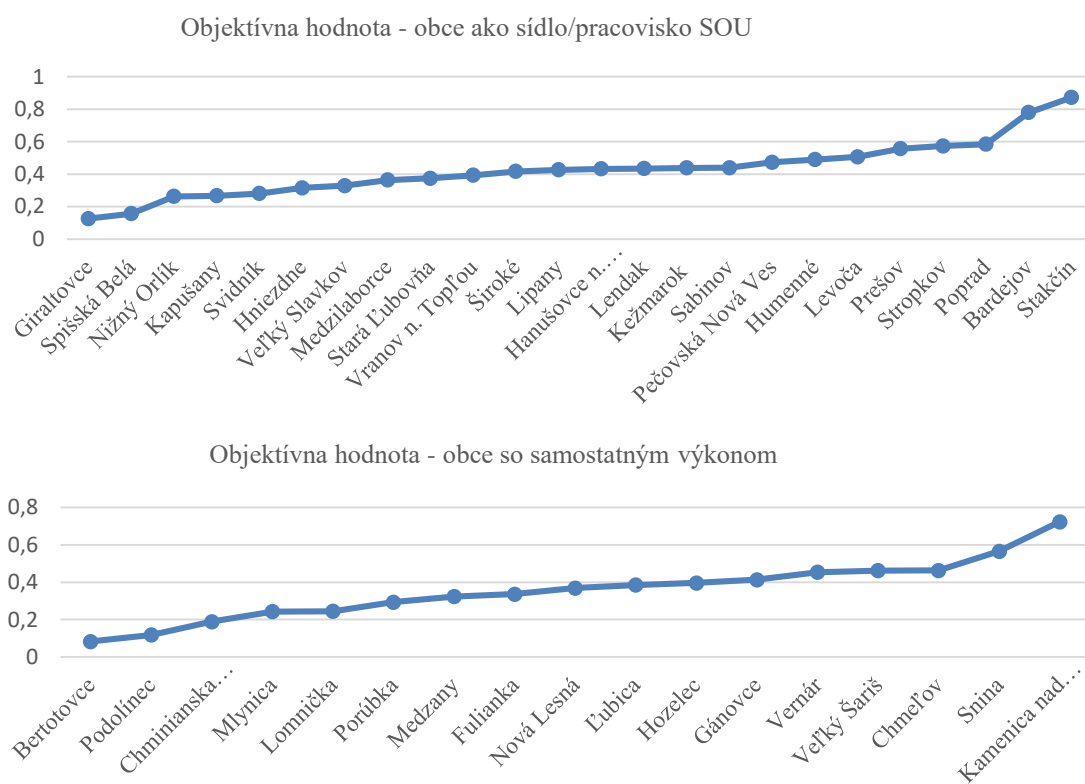 Objektívna hodnota - obce ako sídlo/pracovisko SOU
1
0,8
0,6
0,4
0,2
0
Giraltovce
Spišská Belá
Nižný Orlík
Kapušany
Svidník
Hniezdne
Veľký Slavkov
Medzilaborce
Stará Ľubovňa
Vranov n. Topľou
Široké
Lipany
Hanušovce n.…
Lendak
Kežmarok
Sabinov
Pečovská Nová Ves
Humenné
Levoča
Prešov
Stropkov
Poprad
Bardejov
Stakčín
Objektívna hodnota - obce so samostatným výkonom
0,8
0,6
0,4
0,2
0
Bertotovce
Podolínec
Chminianska…
Mlynica
Lomnička
Porúbka
Medzany
Fulianka
Nová Lesná
Ľubica
Hozelec
Gánovce
Vernár
Veľký Šariš
Chmeľov
Snina
Kamenica nad…